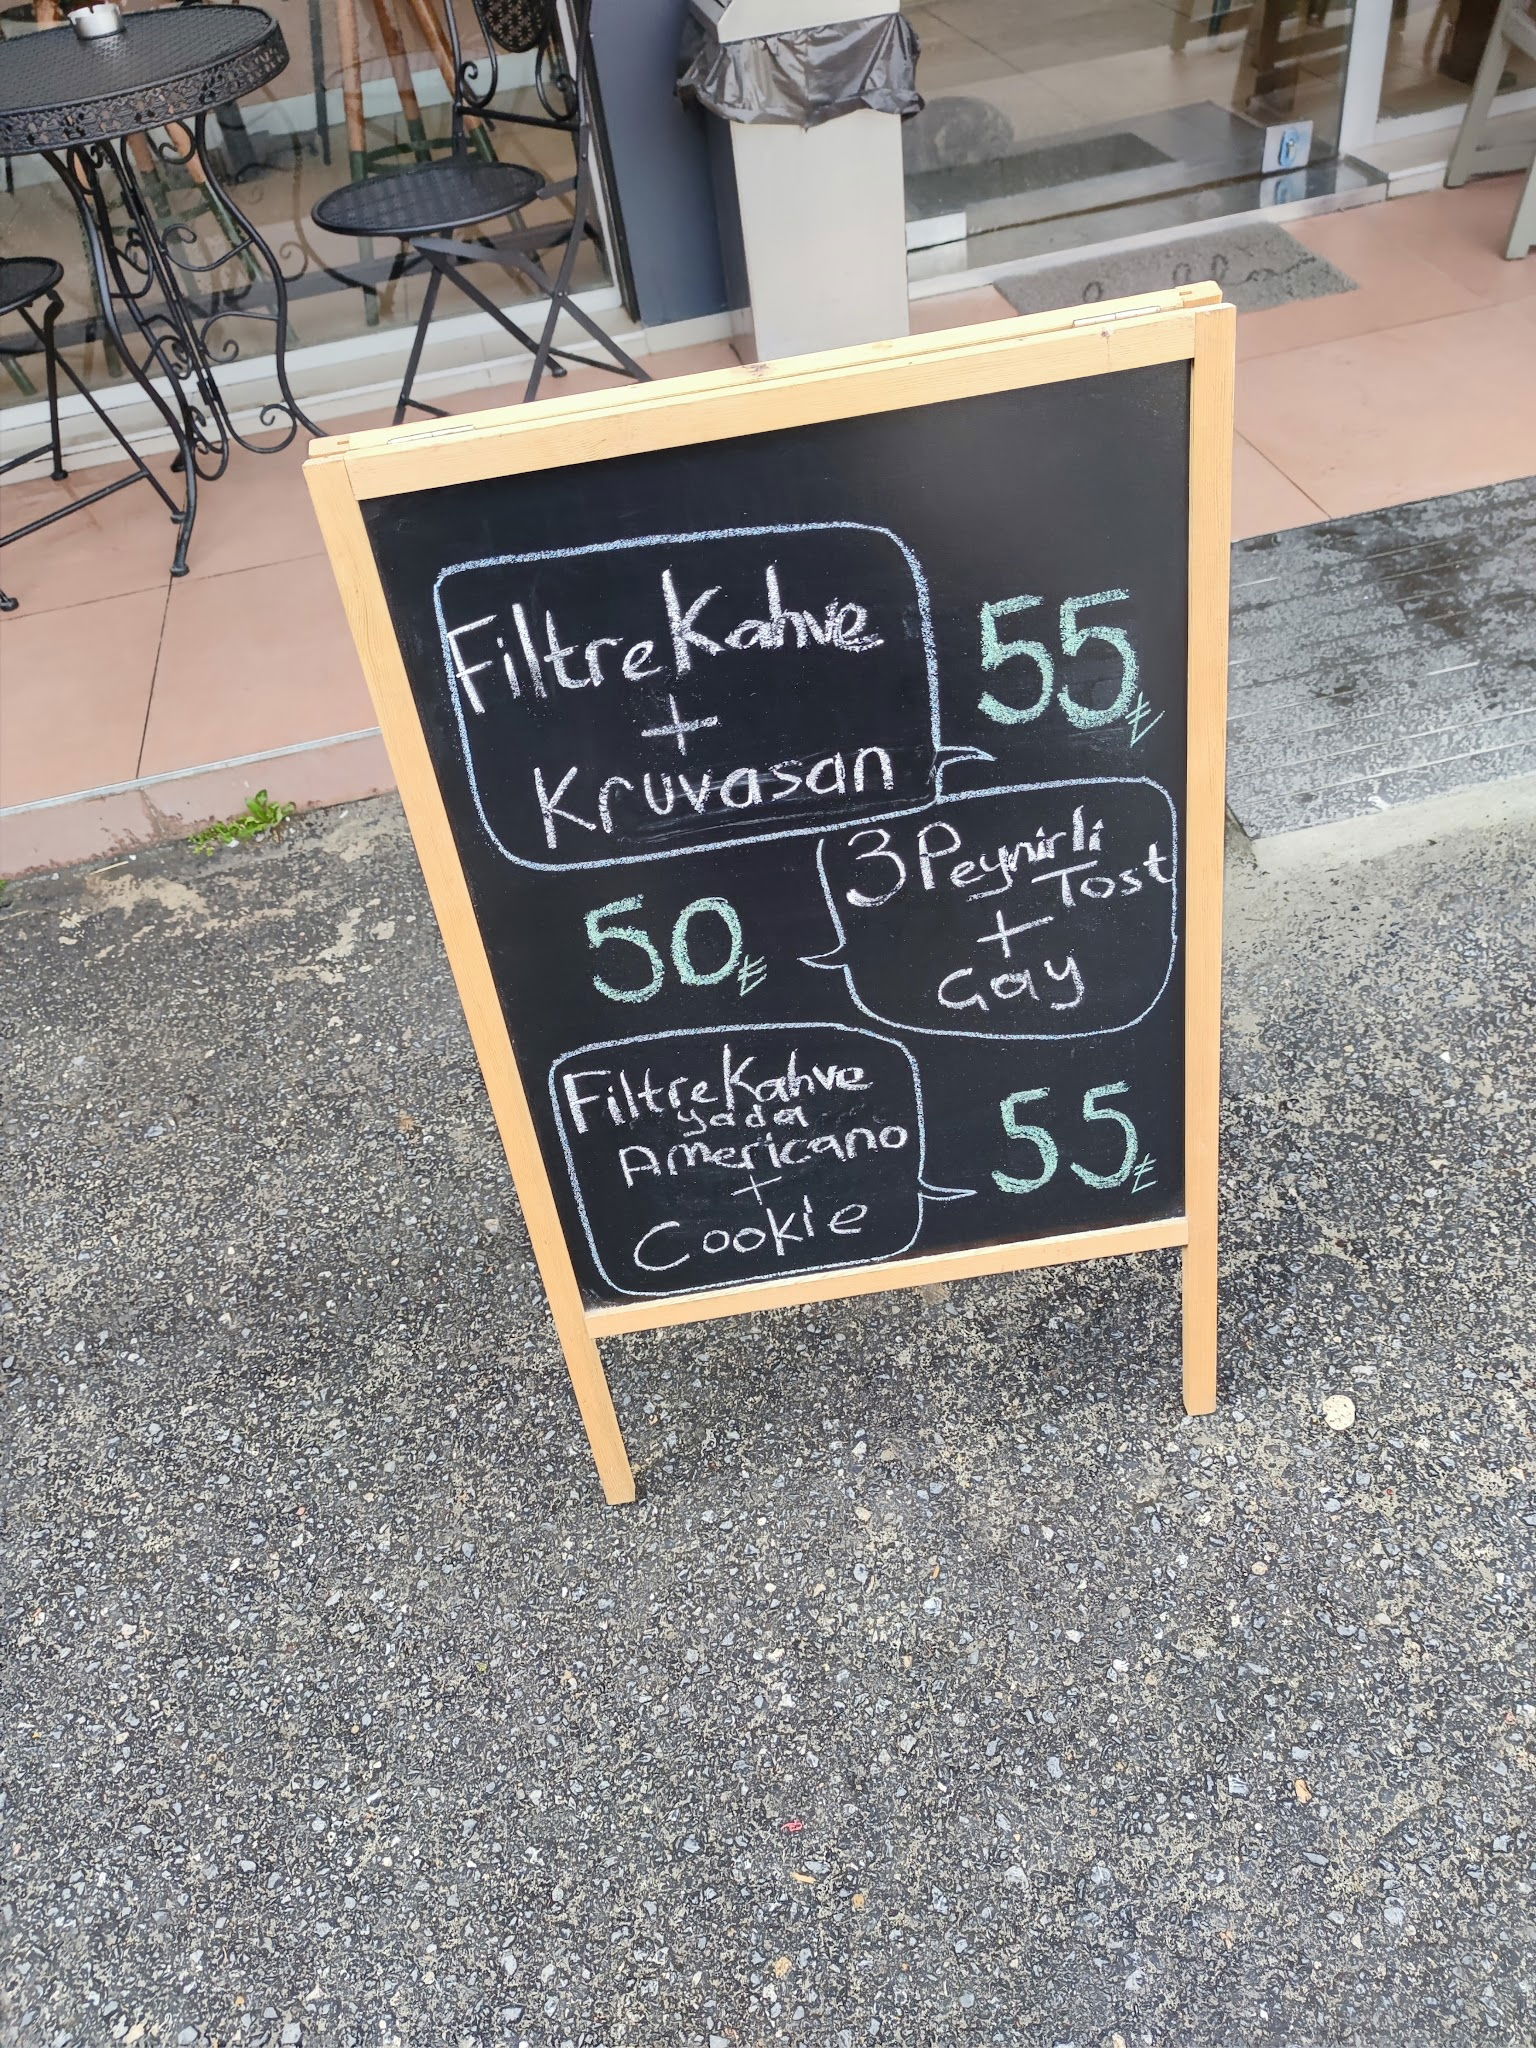 Filtre Kahve
+
Kruvasan
55₺
3 Peynirli
Tost
+
Çay
50₺
Filtre Kahve
yada
Americano
+
Cookie
55₺